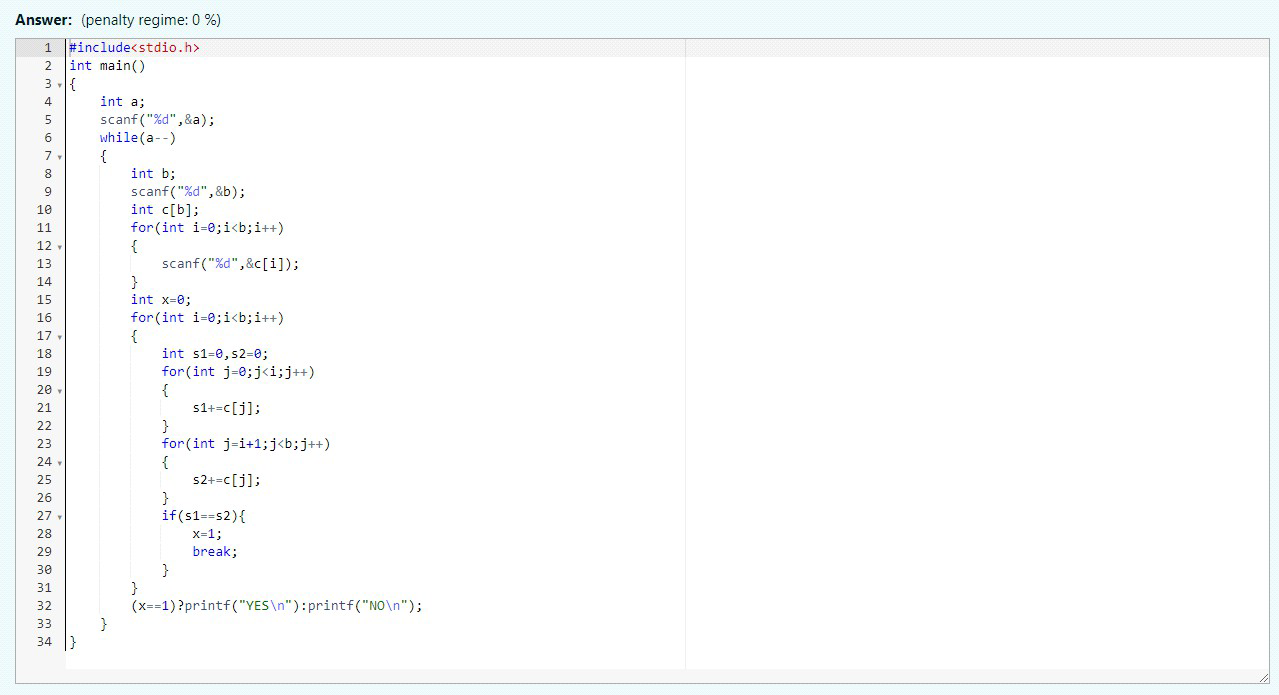 Answer: (penalty regime: 0 %)
1 #include<stdio.h>
2 int main()
3 {
4     int a;
5     scanf("%d",&a);
6     while(a--)
7     {
8         int b;
9         scanf("%d",&b);
10         int c[b];
11         for(int i=0;i<b;i++)
12         {
13             scanf("%d",&c[i]);
14         }
15         int x=0;
16         for(int i=0;i<b;i++)
17         {
18             int s1=0,s2=0;
19             for(int j=0;j<i;j++)
20             {
21                 s1+=c[j];
22             }
23             for(int j=i+1;j<b;j++)
24             {
25                 s2+=c[j];
26             }
27             if(s1==s2){
28                 x=1;
29                 break;
30             }
31         }
32         (x==1)?printf("YES\n"):printf("NO\n");
33     }
34 }